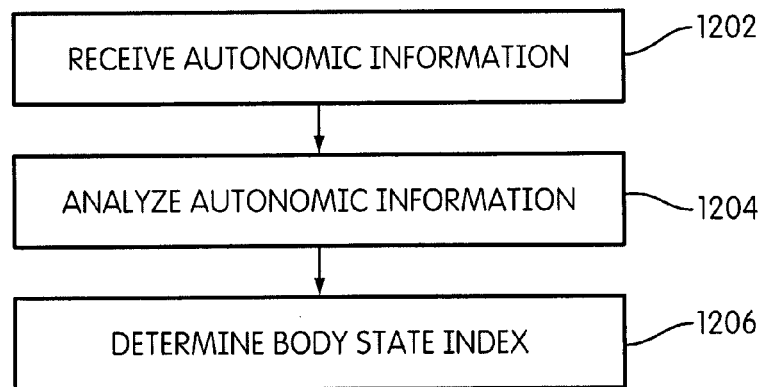 RECEIVE AUTONOMIC INFORMATION
1202
ANALYZE AUTONOMIC INFORMATION
1204
DETERMINE BODY STATE INDEX
1206